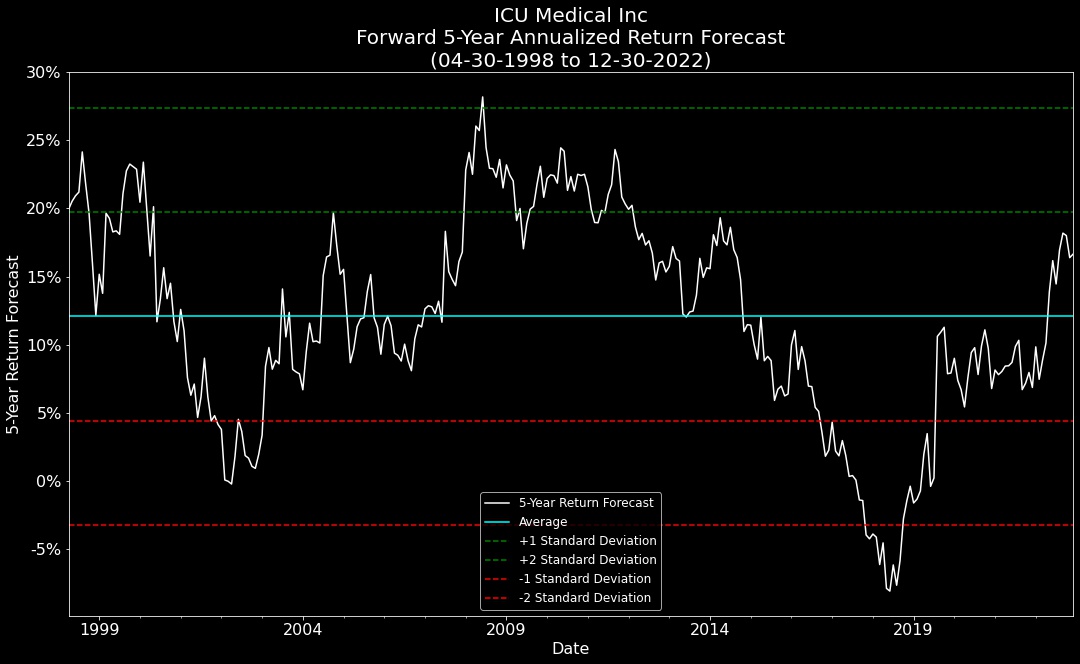 ICU Medical Inc
Forward 5-Year Annualized Return Forecast
(04-30-1998 to 12-30-2022)
30%
25%
20%
15%
10%
5%
0%
-5%
5-Year Return Forecast
5-Year Return Forecast
Average
+1 Standard Deviation
+2 Standard Deviation
-1 Standard Deviation
-2 Standard Deviation
1999
2004
2009
2014
2019
Date